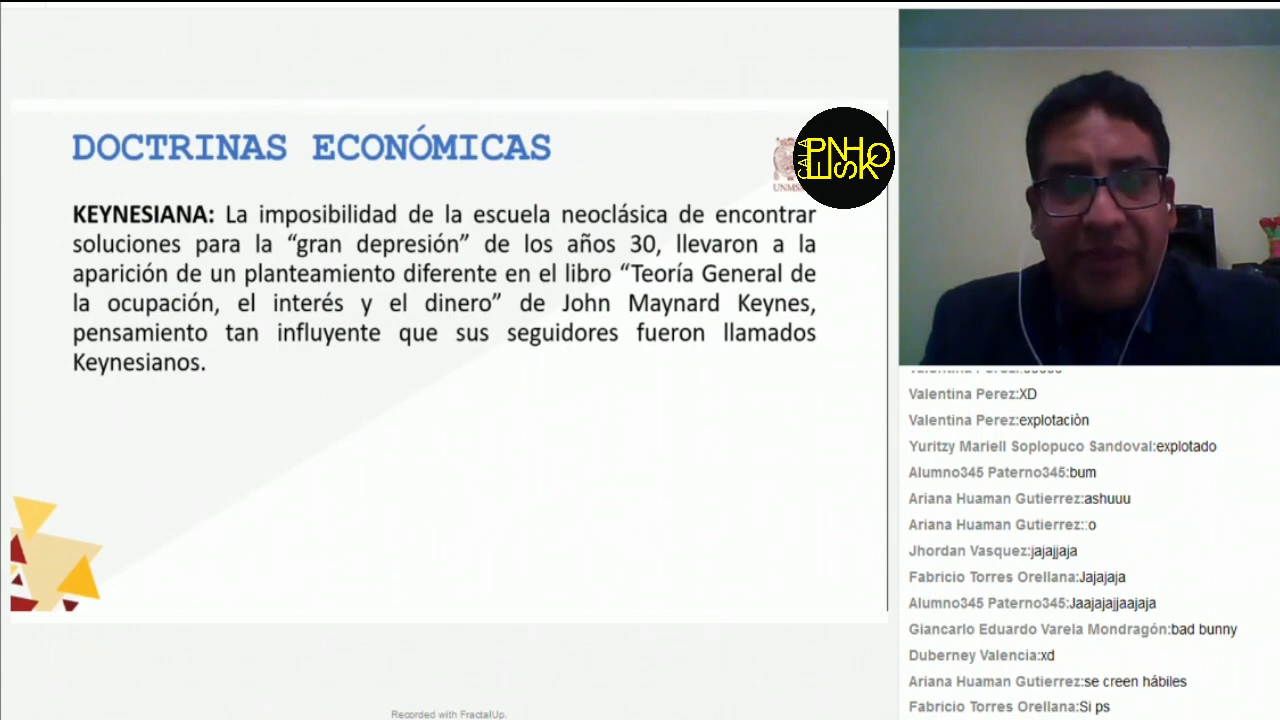 DOCTRINAS ECONÓMICAS
KEYNESIANA: La imposibilidad de la escuela neoclásica de encontrar
soluciones para la “gran depresión” de los años 30, llevaron a la
aparición de un planteamiento diferente en el libro “Teoría General de
la ocupación, el interés y el dinero” de John Maynard Keynes,
pensamiento tan influyente que sus seguidores fueron llamados
Keynesianos.
Valentina Perez:XD
Valentina Perez:explotaciòn
Yuritzy Mariell Soplopuco Sandoval:explotado
Alumno345 Paterno345:bum
Ariana Huaman Gutierrez:ashuuu
Ariana Huaman Gutierrez::o
Jhordan Vasquez:jajajjaja
Fabricio Torres Orellana:Jajajaja
Alumno345 Paterno345:Jaajajajjaajaja
Giancarlo Eduardo Varela Mondragón:bad bunny
Duberney Valencia:xd
Ariana Huaman Gutierrez:se creen hábiles
Fabricio Torres Orellana:Si ps
Recorded with FractalUp.